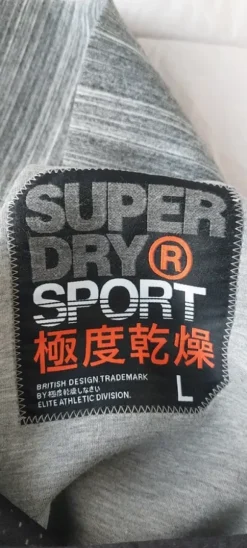 SUPER
DRY®
SPORT
極度乾燥
BRITISH DESIGN TRADEMARK
BY 極度乾燥しなさい
ELITE ATHLETIC DIVISION.
L